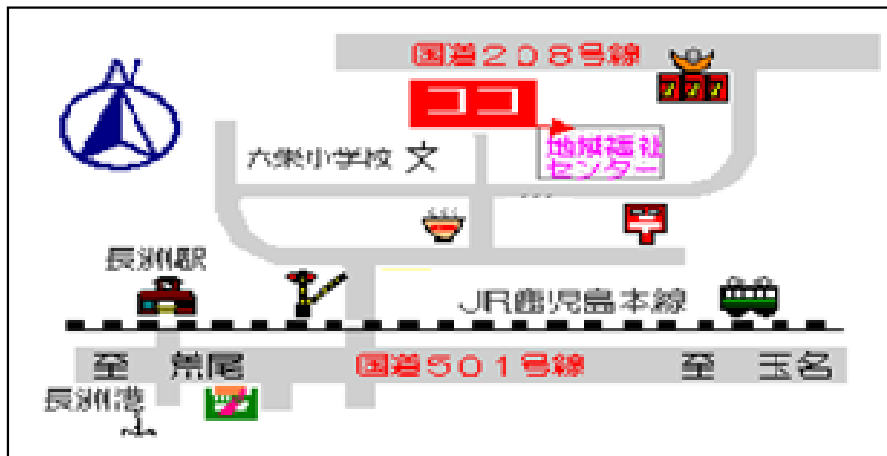 N
国道208号線
ココ
地域福祉
センター
六栄小学校 文
長洲駅
JR鹿児島本線
至 荒尾
国道501号線
至 玉名
長洲港